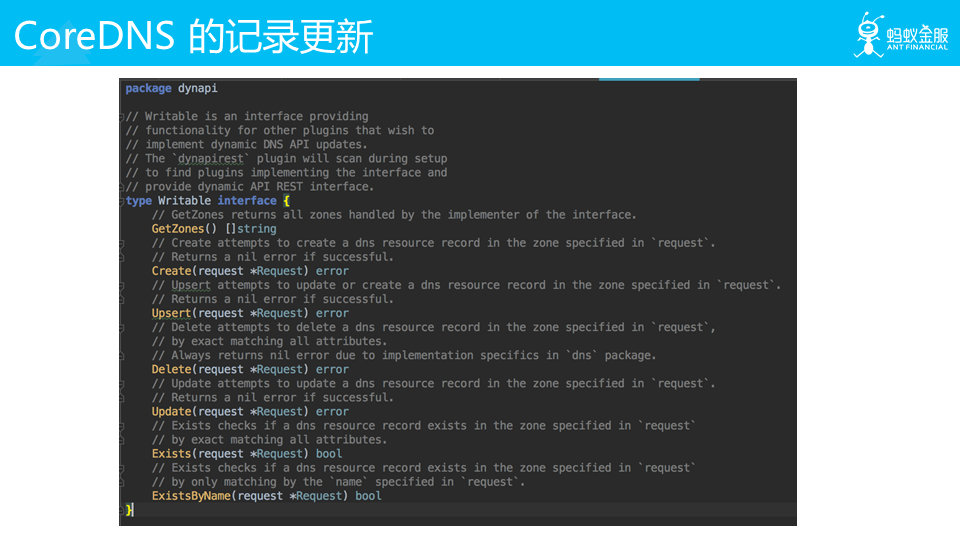 CoreDNS 的记录更新
蚂蚁金服
ANT FINANCIAL
package dynapi
// Writable is an interface providing
// functionality for other plugins that wish to
// implement dynamic DNS API updates.
// The `dynapirest` plugin will scan during setup
// to find plugins implementing the interface and
// provide dynamic API REST interface.
type Writable interface {
// GetZones returns all zones handled by the implementer of the interface.
GetZones() []string
// Create attempts to create a dns resource record in the zone specified in `request`.
// Returns a nil error if successful.
Create(request *Request) error
// Upsert attempts to update or create a dns resource record in the zone specified in `request`.
// Returns a nil error if successful.
Upsert(request *Request) error
// Delete attempts to delete a dns resource record in the zone specified in `request`,
// by exact matching all attributes.
// Always returns nil error due to implementation specifics in `dns` package.
Delete(request *Request) error
// Update attempts to update a dns resource record in the zone specified in `request`.
// Returns a nil error if successful.
Update(request *Request) error
// Exists checks if a dns resource record exists in the zone specified in `request`
// by exact matching all attributes.
Exists(request *Request) bool
// Exists checks if a dns resource record exists in the zone specified in `request`
// by only matching by the `name` specified in `request`.
ExistsByName(request *Request) bool
}